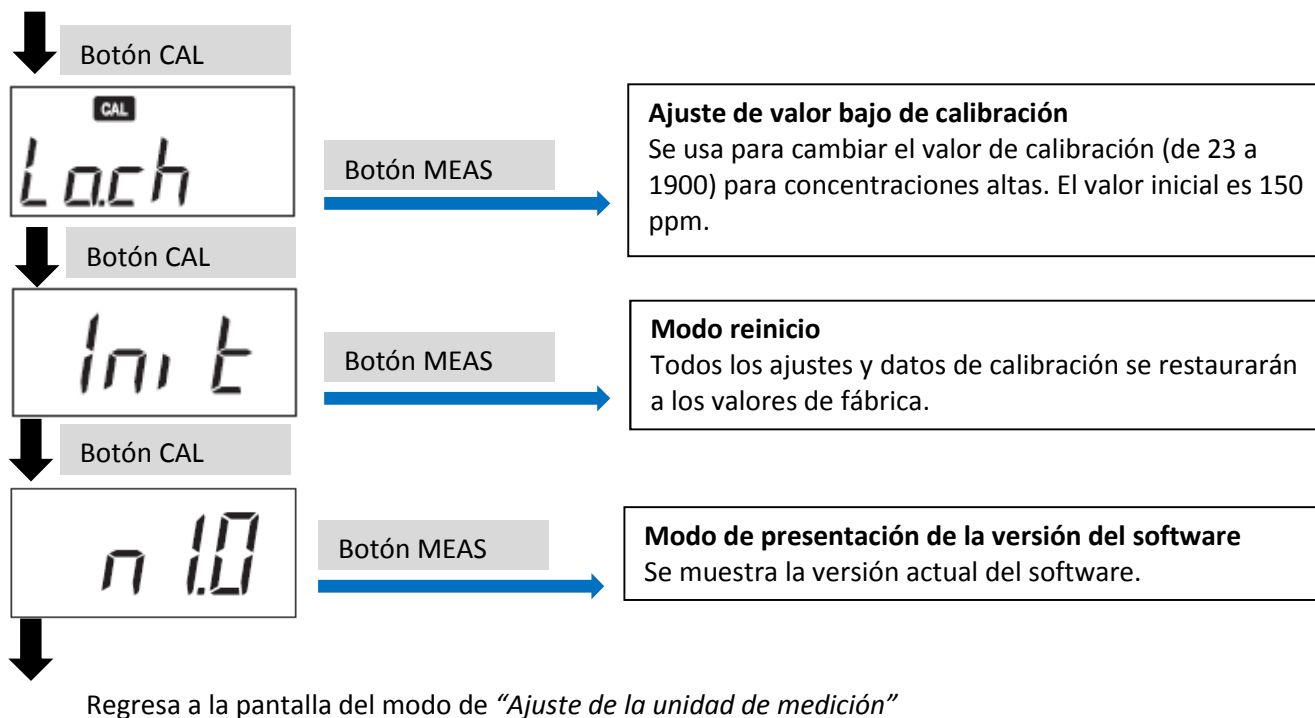 Botón CAL
CAL
Lo.ch
Botón MEAS
Ajuste de valor bajo de calibración
Se usa para cambiar el valor de calibración (de 23 a
1900) para concentraciones altas. El valor inicial es 150
ppm.
Botón CAL
Init
Botón MEAS
Modo reinicio
Todos los ajustes y datos de calibración se restaurarán
a los valores de fábrica.
Botón CAL
n 1.0
Botón MEAS
Modo de presentación de la versión del software
Se muestra la versión actual del software.
Regresa a la pantalla del modo de “Ajuste de la unidad de medición”